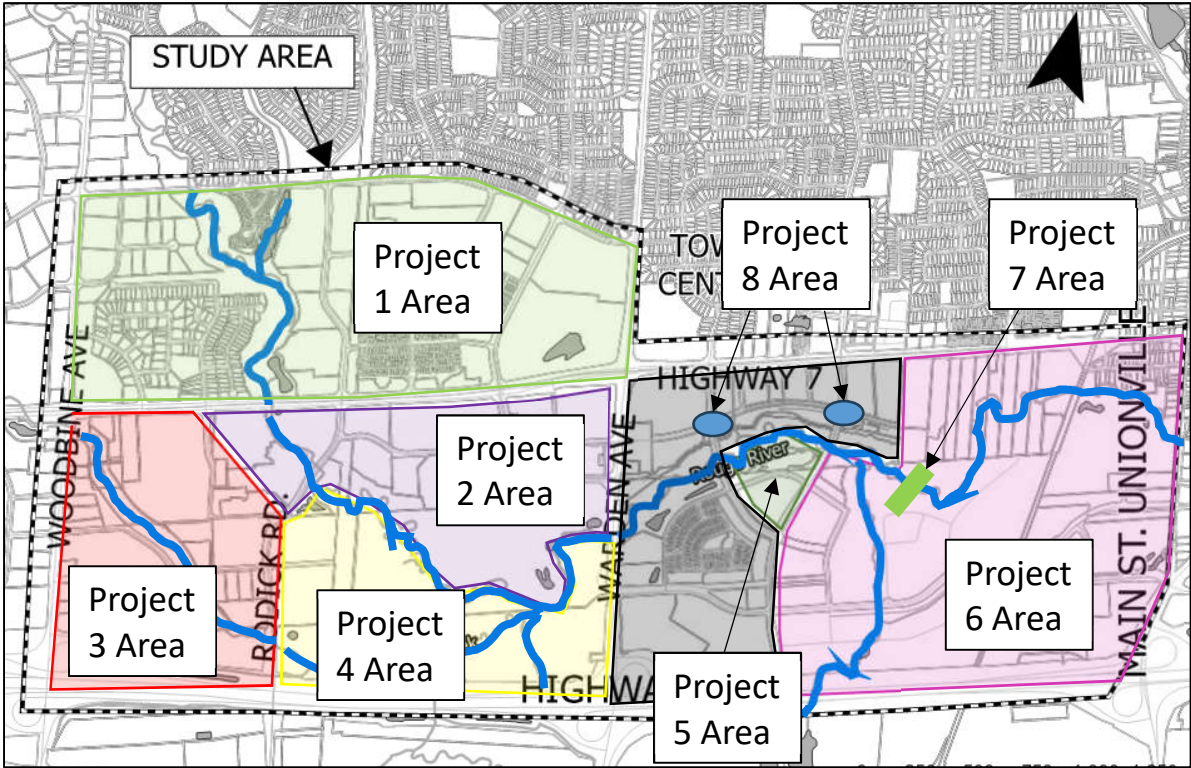 STUDY AREA
Project
1 Area
TOW
CENT
Project
8 Area
Project
7 Area
HIGHWAY 7
WOODBINE AVE
RODICK RD.
WARDEN AVE
MAIN ST. UNIONVILLE
Project
2 Area
River
Project
3 Area
Project
4 Area
Project
5 Area
Project
6 Area
HIGHWA